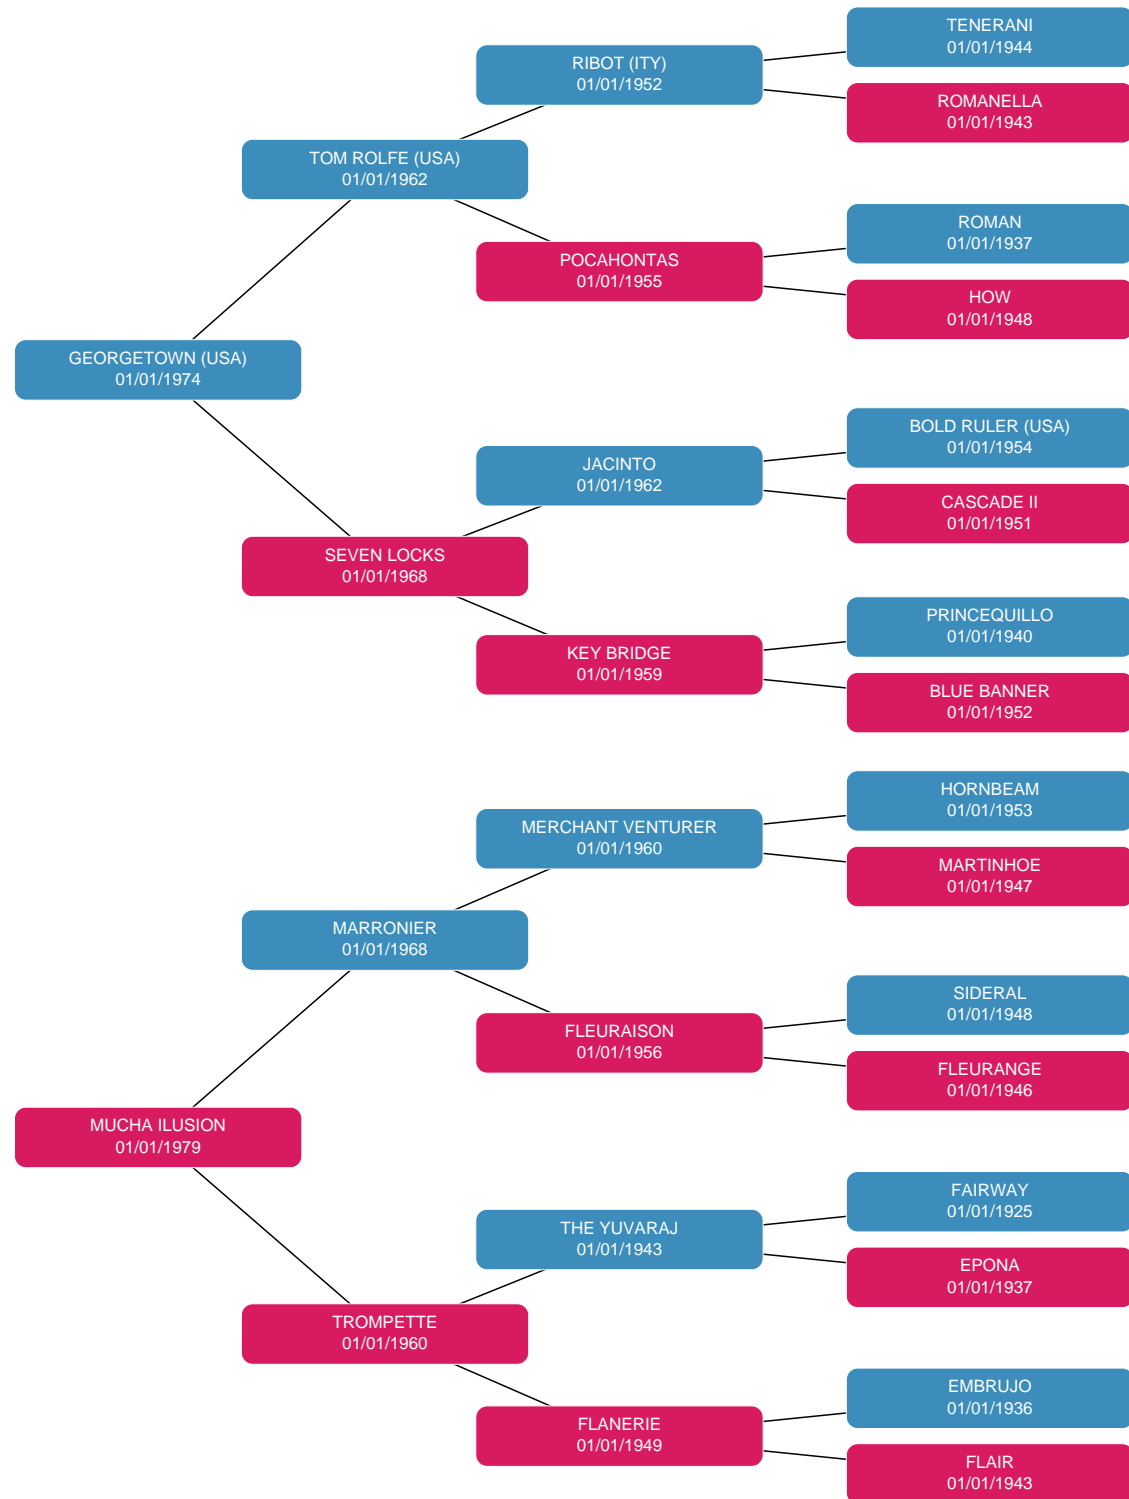 TENERANI
01/01/1944
RIBOT (ITY)
01/01/1952
ROMANELLA
01/01/1943
TOM ROLFE (USA)
01/01/1962
ROMAN
01/01/1937
POCAHONTAS
01/01/1955
HOW
01/01/1948
GEORGETOWN (USA)
01/01/1974
BOLD RULER (USA)
01/01/1954
JACINTO
01/01/1962
CASCADE II
01/01/1951
SEVEN LOCKS
01/01/1968
PRINCEQUILLO
01/01/1940
KEY BRIDGE
01/01/1959
BLUE BANNER
01/01/1952
HORNBEAM
01/01/1953
MERCHANT VENTURER
01/01/1960
MARTINHOE
01/01/1947
MARRONIER
01/01/1968
SIDERAL
01/01/1948
FLEURAISON
01/01/1956
FLEURANGE
01/01/1946
MUCHA ILUSION
01/01/1979
FAIRWAY
01/01/1925
THE YUVARAJ
01/01/1943
EPONA
01/01/1937
TROMPETTE
01/01/1960
EMBRUJO
01/01/1936
FLANERIE
01/01/1949
FLAIR
01/01/1943